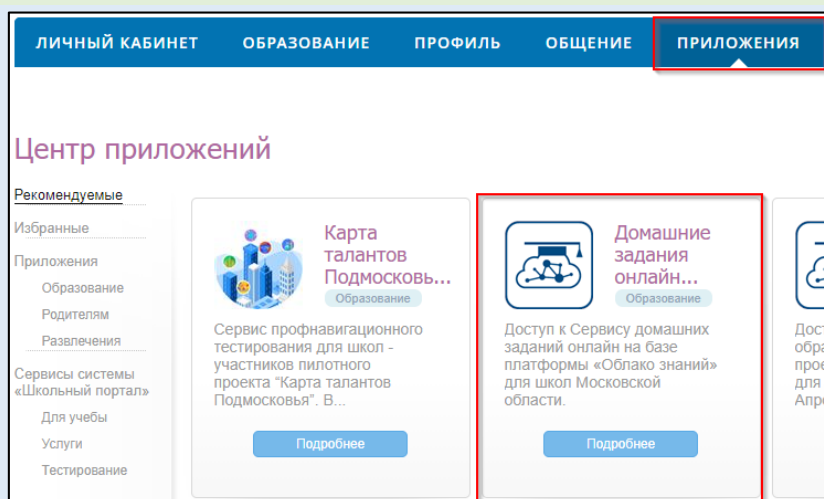 ЛИЧНЫЙ КАБИНЕТ ОБРАЗОВАНИЕ ПРОФИЛЬ ОБЩЕНИЕ ПРИЛОЖЕНИЯ
Центр приложений
Рекомендуемые
Избранные
Приложения
Образование
Родителям
Развлечения
Сервисы системы
«Школьный портал»
Для учебы
Услуги
Тестирование
Карта
талантов
Подмосковь...
Образование
Сервис профнавигационного
тестирования для школ -
участников пилотного
проекта "Карта талантов
Подмосковья". В...
Подробнее
Домашние
задания
онлайн...
Образование
Доступ к Сервису домашних
заданий онлайн на базе
платформы «Облако знаний»
для школ Московской
области.
Подробнее
для